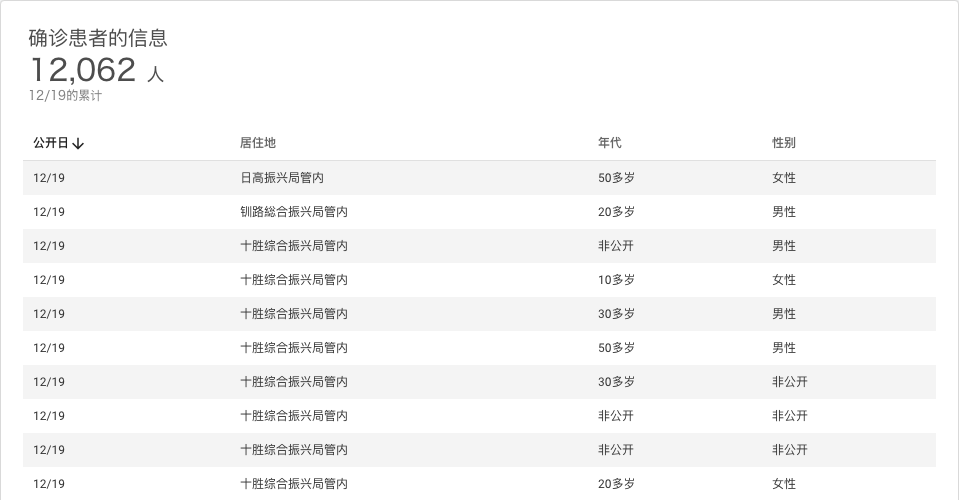 确诊患者的信息
12,062 人
12/19的累计
公开日↓ 居住地 年代 性别
12/19 日高振兴局管内 50多岁 女性
12/19 钏路総合振兴局管内 20多岁 男性
12/19 十胜综合振兴局管内 非公开 男性
12/19 十胜综合振兴局管内 10多岁 女性
12/19 十胜综合振兴局管内 30多岁 男性
12/19 十胜综合振兴局管内 50多岁 男性
12/19 十胜综合振兴局管内 30多岁 非公开
12/19 十胜综合振兴局管内 非公开 非公开
12/19 十胜综合振兴局管内 非公开 非公开
12/19 十胜综合振兴局管内 20多岁 女性